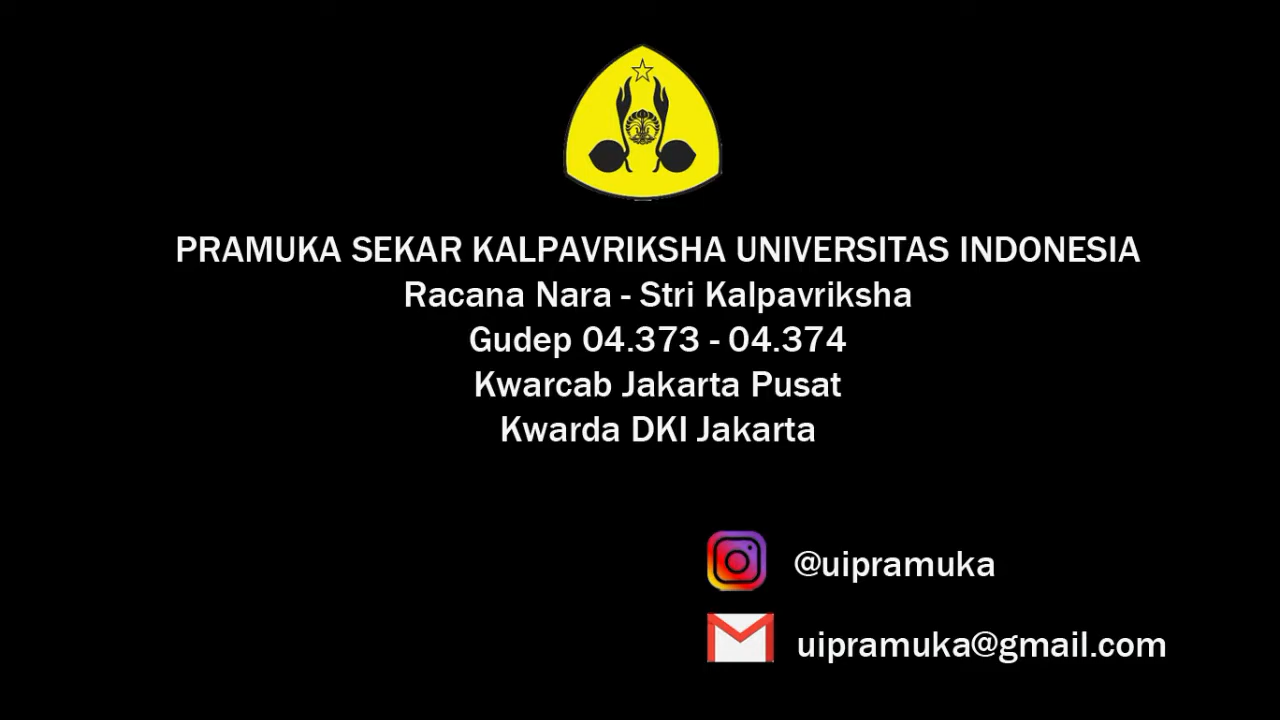 PRAMUKA SEKAR KALPAVRIKSHA UNIVERSITAS INDONESIA
Racana Nara - Stri Kalpavriksha
Gudep 04.373 - 04.374
Kwarcab Jakarta Pusat
Kwarda DKI Jakarta
@uipramuka
uipramuka@gmail.com